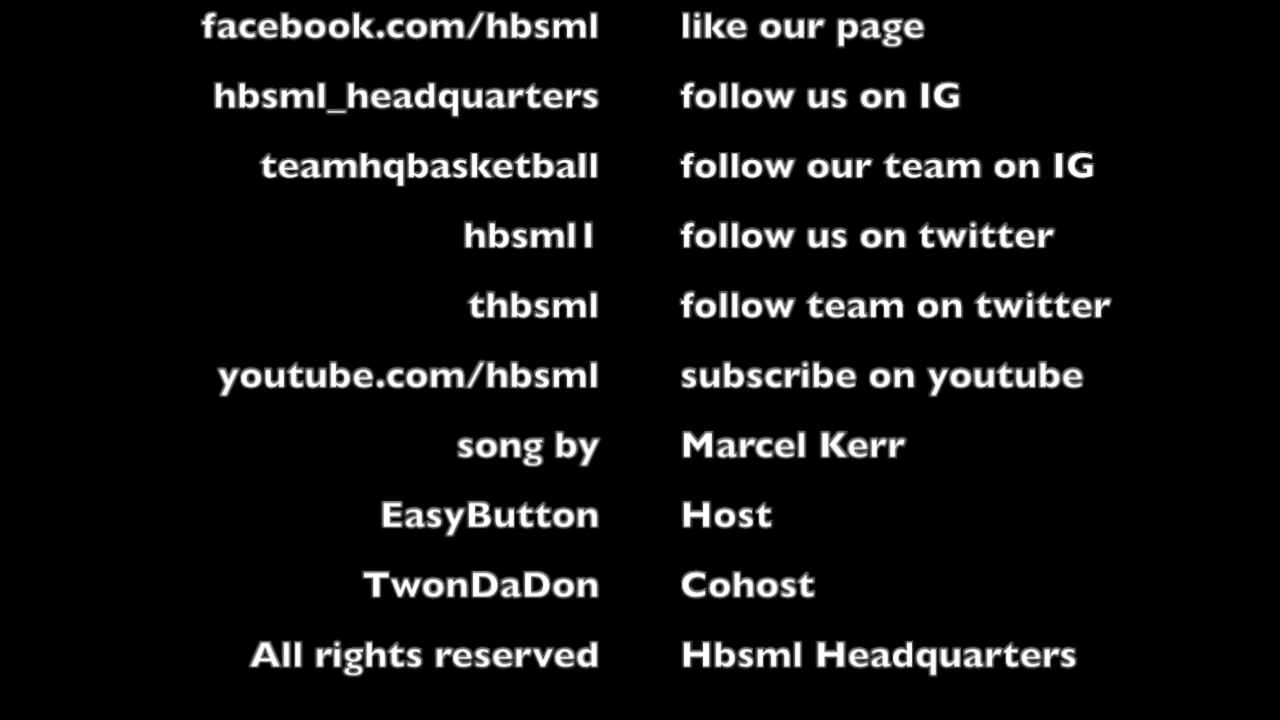 facebook.com/hbsml like our page
hbsml_headquarters follow us on IG
teamhqbasketball follow our team on IG
hbsml1 follow us on twitter
thbsml follow team on twitter
youtube.com/hbsml subscribe on youtube
song by Marcel Kerr
EasyButton Host
TwonDaDon Cohost
All rights reserved Hbsml Headquarters